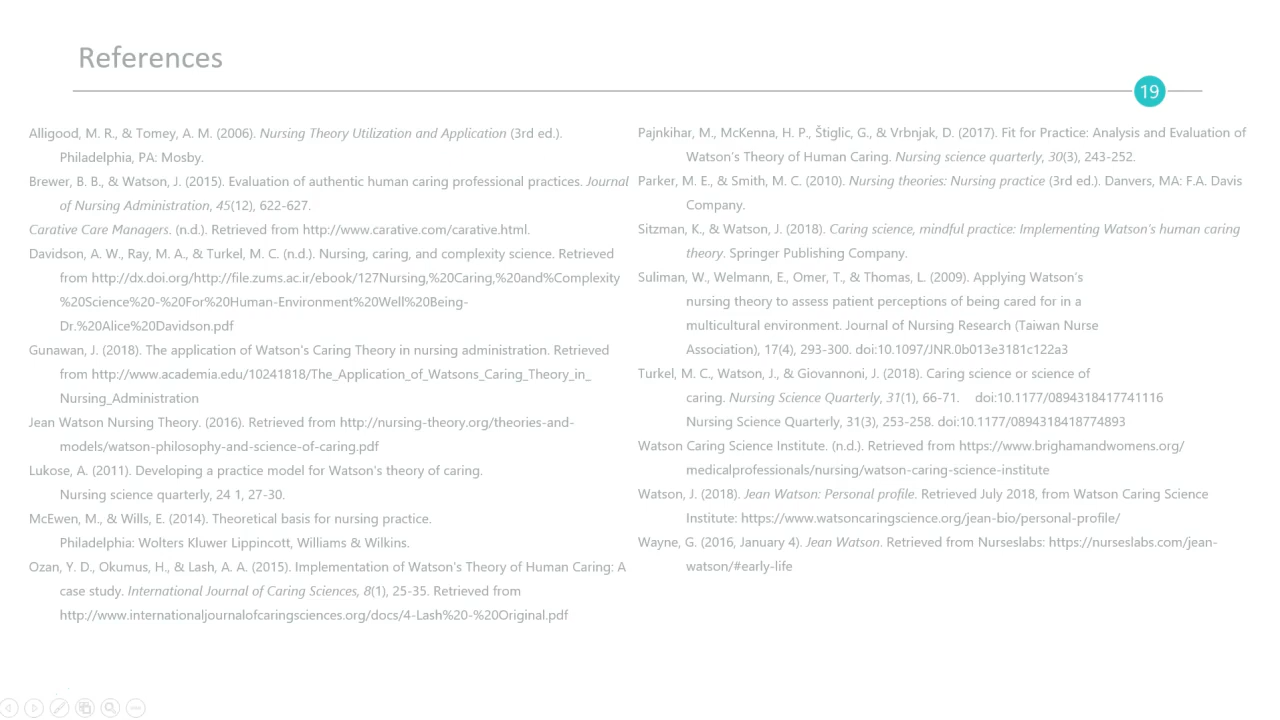 References
19
Alligood, M. R., & Tomey, A. M. (2006). Nursing Theory Utilization and Application (3rd ed.).
Philadelphia, PA: Mosby.
Brewer, B. B., & Watson, J. (2015). Evaluation of authentic human caring professional practices. Journal
of Nursing Administration, 45(12), 622-627.
Carative Care Managers. (n.d.). Retrieved from http://www.carative.com/carative.html.
Davidson, A. W., Ray, M. A., & Turkel, M. C. (n.d.). Nursing, caring, and complexity science. Retrieved
from http://dx.doi.org/http://file.zums.ac.ir/ebook/127Nursing,%20Caring,%20and%Complexity
%20Science%20-%20For%20Human-Environment%20Well%20Being-
Dr.%20Alice%20Davidson.pdf
Gunawan, J. (2018). The application of Watson's Caring Theory in nursing administration. Retrieved
from http://www.academia.edu/10241818/The_Application_of_Watsons_Caring_Theory_in_
Nursing_Administration
Jean Watson Nursing Theory. (2016). Retrieved from http://nursing-theory.org/theories-and-
models/watson-philosophy-and-science-of-caring.pdf
Lukose, A. (2011). Developing a practice model for Watson's theory of caring.
Nursing science quarterly, 24 1, 27-30.
McEwen, M., & Wills, E. (2014). Theoretical basis for nursing practice.
Philadelphia: Wolters Kluwer Lippincott, Williams & Wilkins.
Ozan, Y. D., Okumus, H., & Lash, A. A. (2015). Implementation of Watson's Theory of Human Caring: A
case study. International Journal of Caring Sciences, 8(1), 25-35. Retrieved from
http://www.internationaljournalofcaringsciences.org/docs/4-Lash%20-%20Original.pdf
Pajnkihar, M., McKenna, H. P., Štiglic, G., & Vrbnjak, D. (2017). Fit for Practice: Analysis and Evaluation of
Watson's Theory of Human Caring. Nursing science quarterly, 30(3), 243-252.
Parker, M. E., & Smith, M. C. (2010). Nursing theories: Nursing practice (3rd ed.). Danvers, MA: F.A. Davis
Company.
Sitzman, K., & Watson, J. (2018). Caring science, mindful practice: Implementing Watson's human caring
theory. Springer Publishing Company.
Suliman, W., Welmann, E., Omer, T., & Thomas, L. (2009). Applying Watson's
nursing theory to assess patient perceptions of being cared for in a
multicultural environment. Journal of Nursing Research (Taiwan Nurse
Association), 17(4), 293-300. doi:10.1097/JNR.0b013e3181c122a3
Turkel, M. C., Watson, J., & Giovannoni, J. (2018). Caring science or science of
caring. Nursing Science Quarterly, 31(1), 66-71. doi:10.1177/0894318417741116
Nursing Science Quarterly, 31(3), 253-258. doi:10.1177/0894318418774893
Watson Caring Science Institute. (n.d.). Retrieved from https://www.brighamandwomens.org/
medicalprofessionals/nursing/watson-caring-science-institute
Watson, J. (2018). Jean Watson: Personal profile. Retrieved July 2018, from Watson Caring Science
Institute: https://www.watsoncaringscience.org/jean-bio/personal-profile/
Wayne, G. (2016, January 4). Jean Watson. Retrieved from Nurseslabs: https://nurseslabs.com/jean-
watson/#early-life